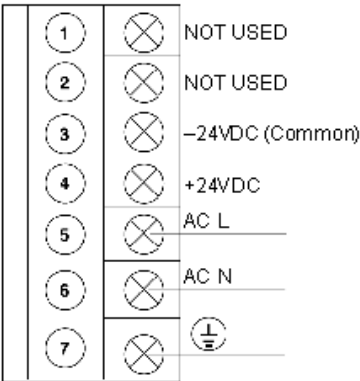 1 NOT USED
2 NOT USED
3 –24VDC (Common)
4 +24VDC
5 AC L
6 AC N
7